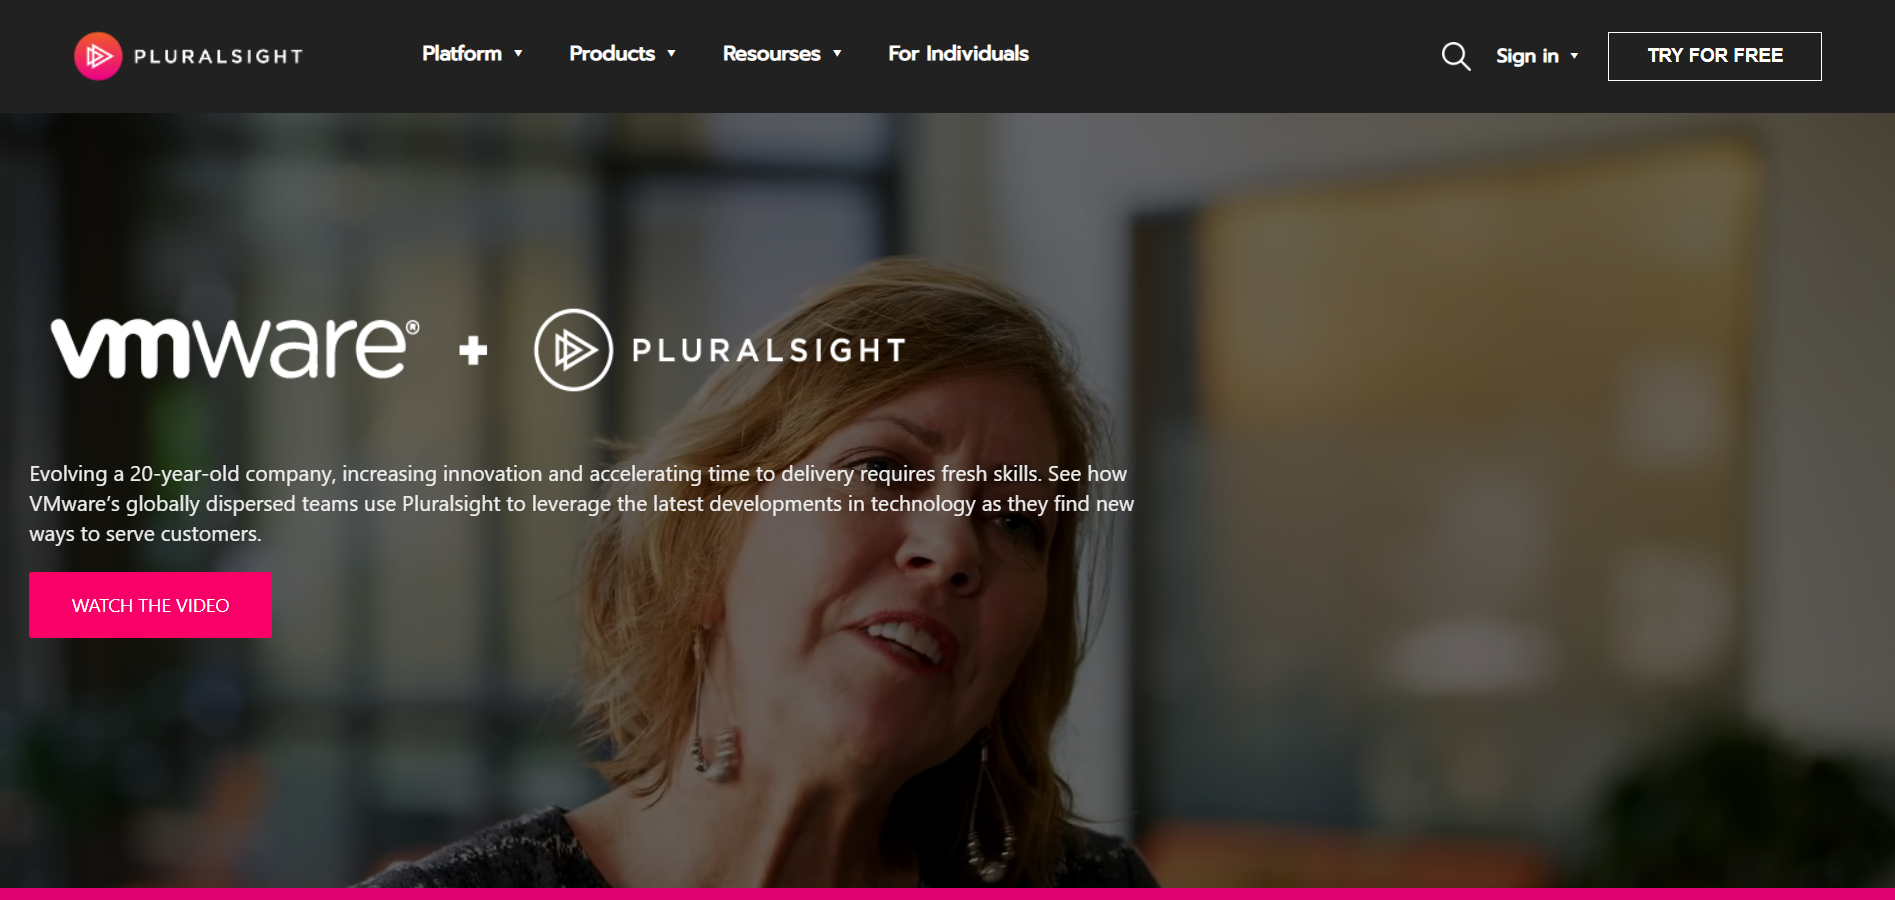 PLURALSIGHT
Platform
Products
Resourses
For Individuals
Sign in
TRY FOR FREE
vmware® + PLURALSIGHT
Evolving a 20-year-old company, increasing innovation and accelerating time to delivery requires fresh skills. See how
VMware’s globally dispersed teams use Pluralsight to leverage the latest developments in technology as they find new
ways to serve customers.
WATCH THE VIDEO